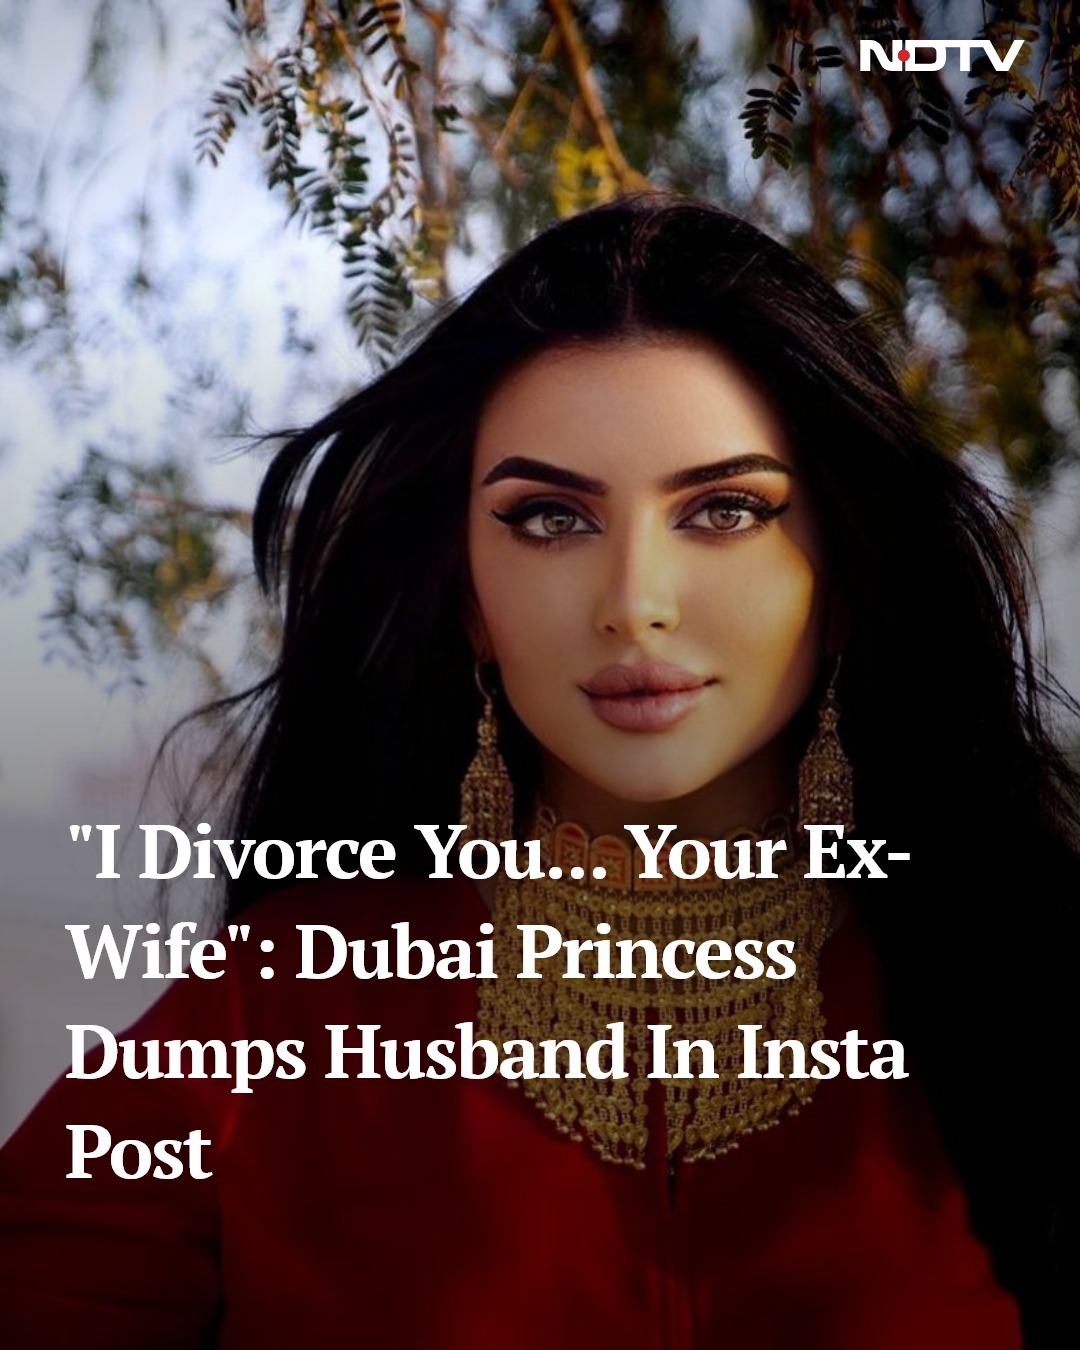 NDTV
"I Divorce You... Your Ex-
Wife": Dubai Princess
Dumps Husband In Insta
Post